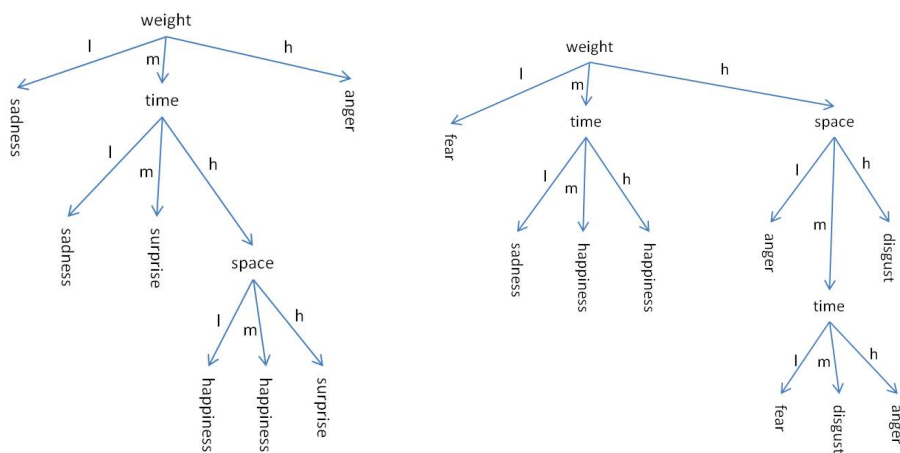 weight
l m h
sadness
time
anger
l m h
sadness
surprise
space
l m h
happiness
happiness
surprise
weight
l m h
fear
time
space
l m h
sadness
happiness
happiness
l m h
anger
disgust
time
l m h
fear
disgust
anger